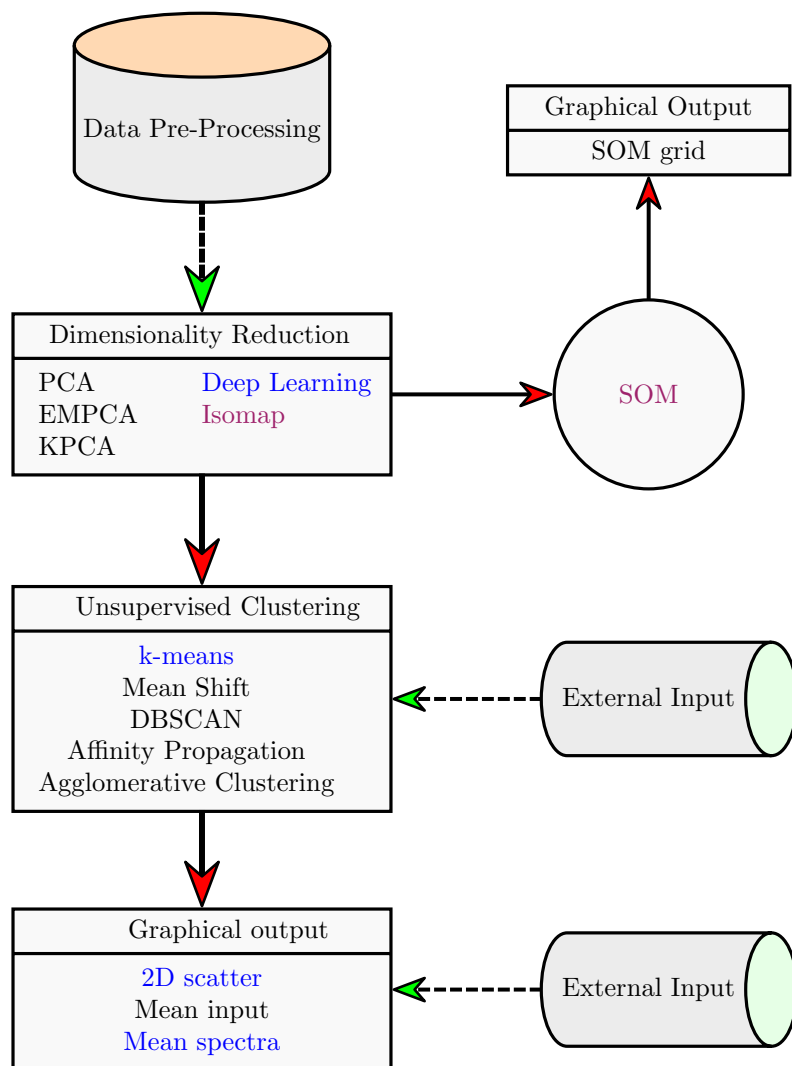 Data Pre-Processing
Graphical Output
SOM grid
Dimensionality Reduction
PCA Deep Learning
EMPCA Isomap
KPCA
SOM
Unsupervised Clustering
k-means
Mean Shift
DBSCAN
Affinity Propagation
Agglomerative Clustering
External Input
Graphical output
2D scatter
Mean input
Mean spectra
External Input